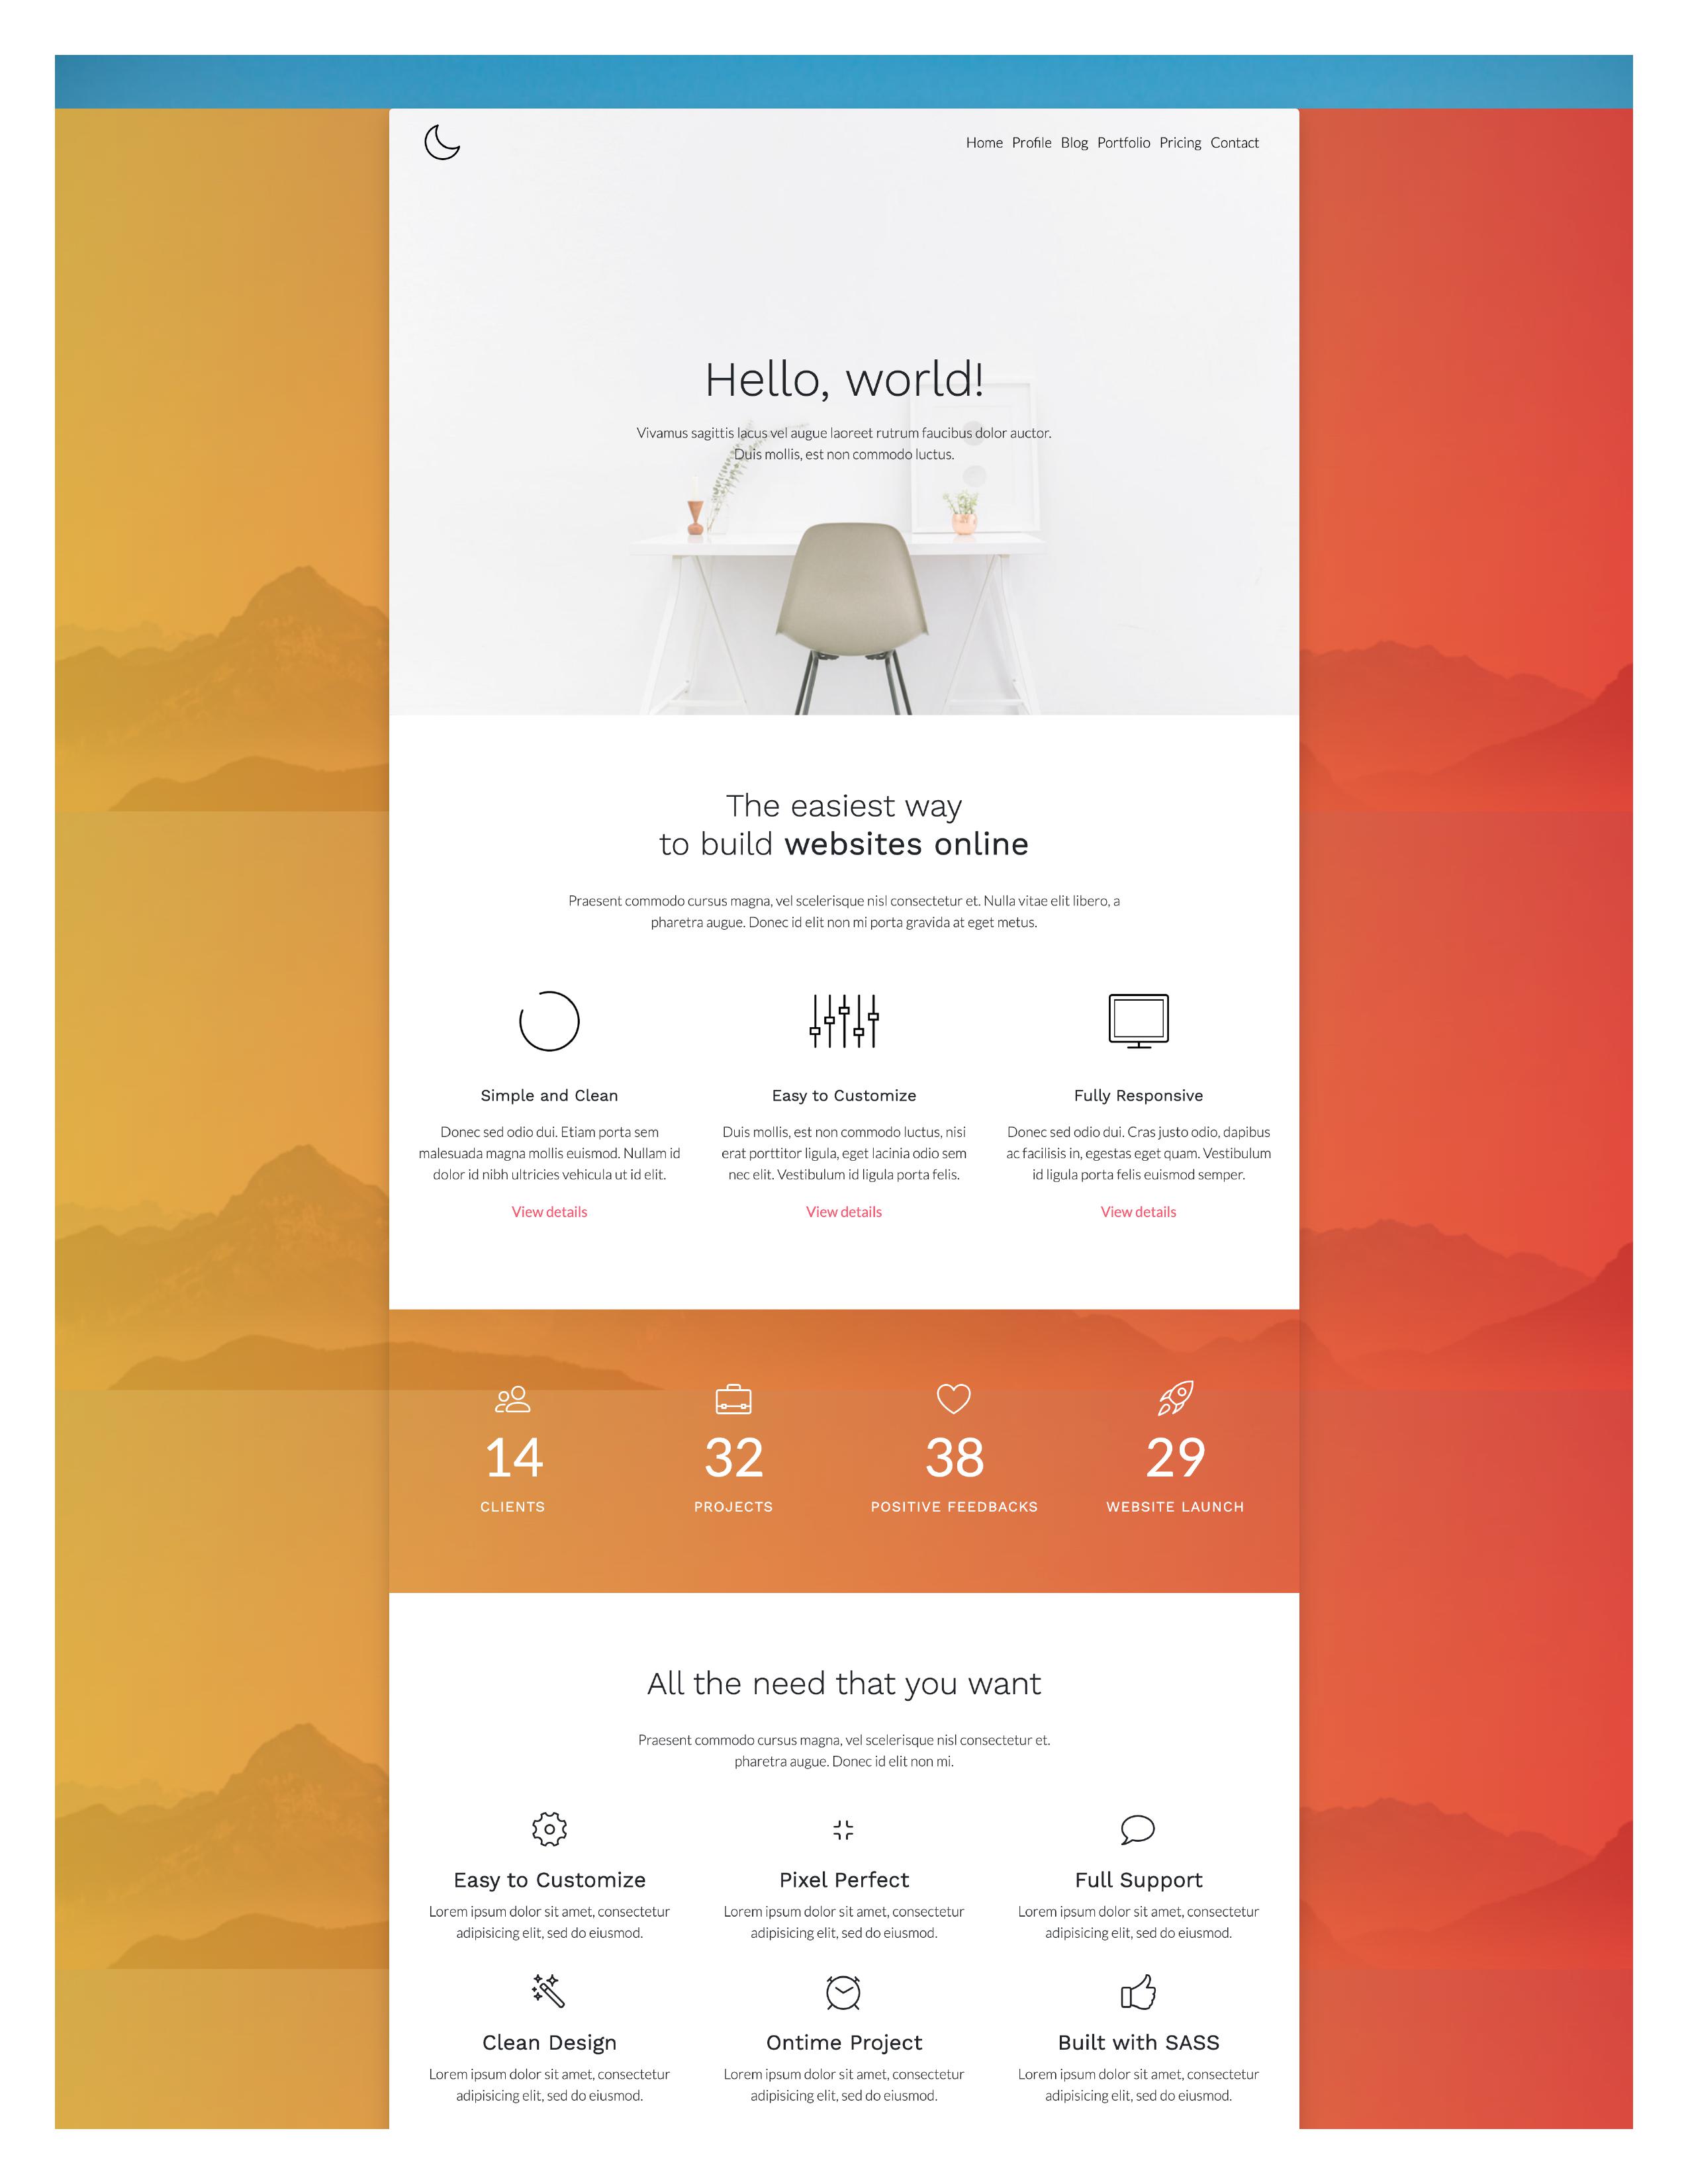 Home Profile Blog Portfolio Pricing Contact
Hello, world!
Vivamus sagittis lacus vel augue laoreet rutrum faucibus dolor auctor.
Duis mollis, est non commodo luctus.
The easiest way
to build websites online
Praesent commodo cursus magna, vel scelerisque nisl consectetur et. Nulla vitae elit libero, a
pharetra augue. Donec id elit non mi porta gravida at eget metus.
Simple and Clean
Donec sed odio dui. Etiam porta sem
malesuada magna mollis euismod. Nullam id
dolor id nibh ultricies vehicula ut id elit.
View details
Easy to Customize
Duis mollis, est non commodo luctus, nisi
erat porttitor ligula, eget lacinia odio sem
nec elit. Vestibulum id ligula porta felis.
View details
Fully Responsive
Donec sed odio dui. Cras justo odio, dapibus
ac facilisis in, egestas eget quam. Vestibulum
id ligula porta felis euismod semper.
View details
14
CLIENTS
32
PROJECTS
38
POSITIVE FEEDBACKS
29
WEBSITE LAUNCH
All the need that you want
Praesent commodo cursus magna, vel scelerisque nisl consectetur et.
pharetra augue. Donec id elit non mi.
Easy to Customize
Lorem ipsum dolor sit amet, consectetur
adipisicing elit, sed do eiusmod.
Pixel Perfect
Lorem ipsum dolor sit amet, consectetur
adipisicing elit, sed do eiusmod.
Full Support
Lorem ipsum dolor sit amet, consectetur
adipisicing elit, sed do eiusmod.
Clean Design
Lorem ipsum dolor sit amet, consectetur
adipisicing elit, sed do eiusmod.
Ontime Project
Lorem ipsum dolor sit amet, consectetur
adipisicing elit, sed do eiusmod.
Built with SASS
Lorem ipsum dolor sit amet, consectetur
adipisicing elit, sed do eiusmod.